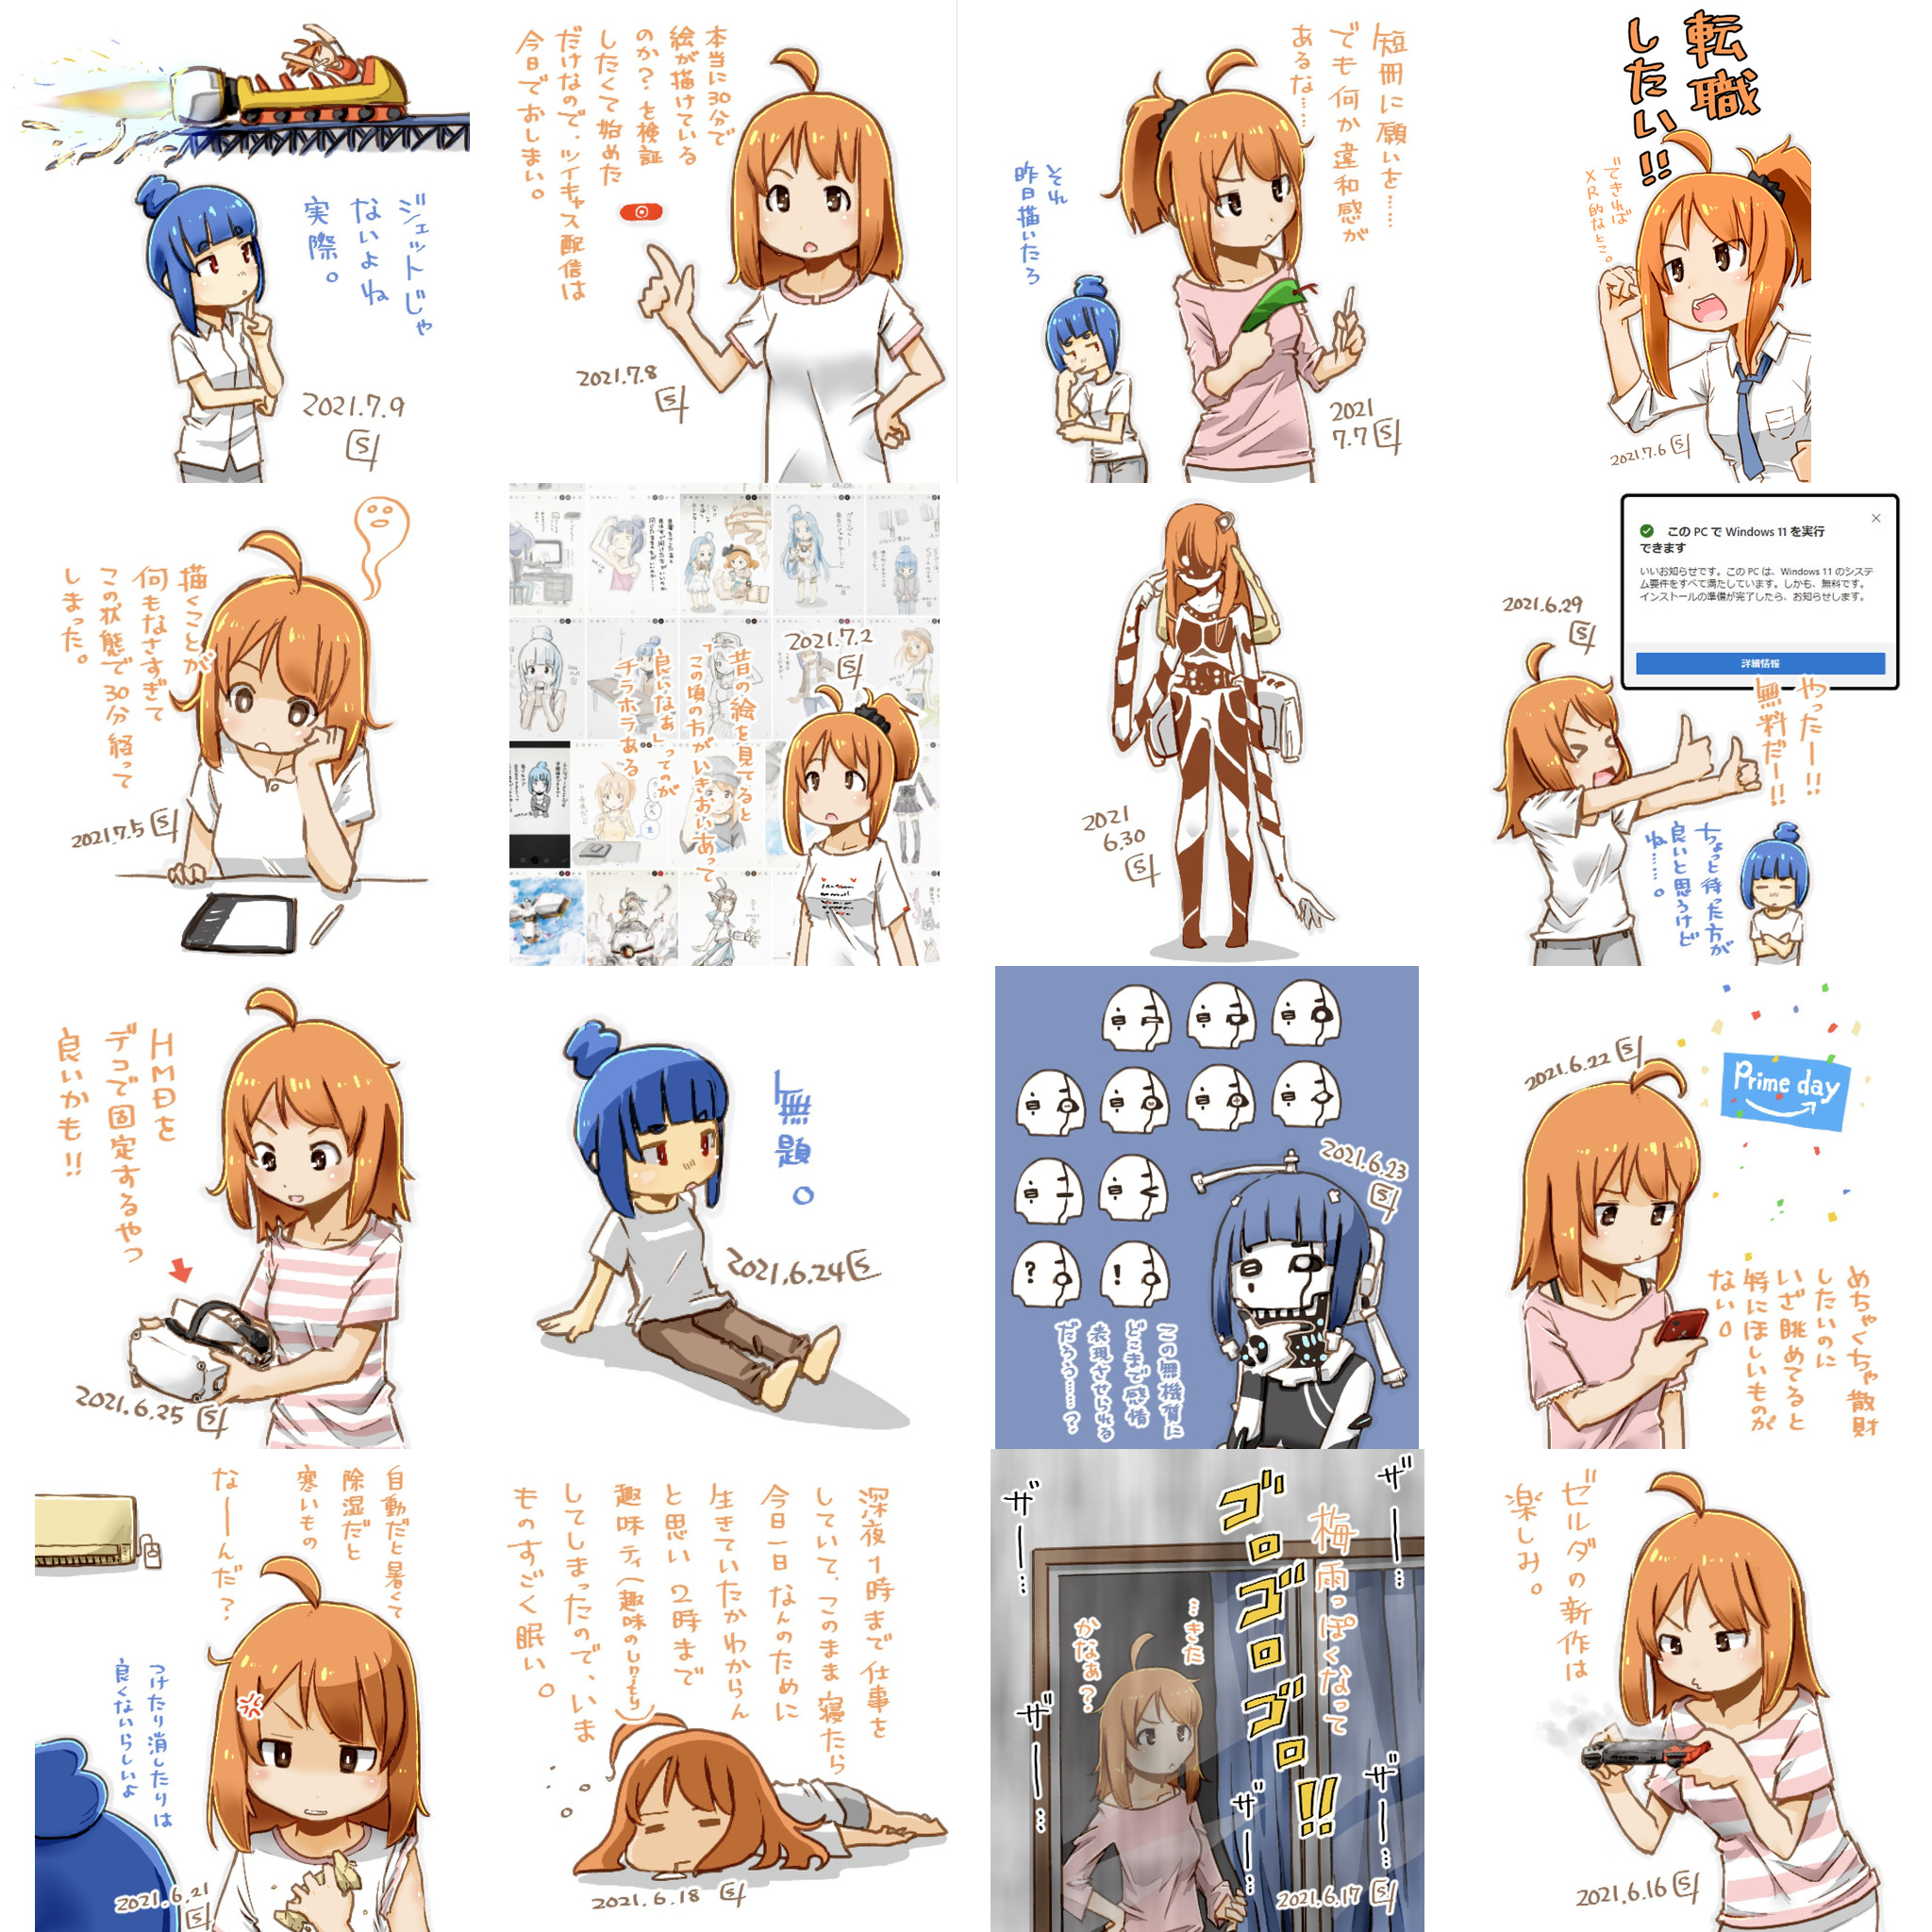 ジェットじゃ
ないよね
実際。
2021.7.9
本当に30分で
絵が描けている
のか?を検証
したくて始めた
だけなので、ツイキャス配信は
今日でおしまい。
2021.7.8
短冊に願いを……
でも何か違和感が
あるな……
それ
昨日描いたろ
2021
7.7
転職
したい!!
できれば
XR的なとこ。
2021.7.6
描くことが
何もなさすぎて
この状態で30分経って
しまった。
2021.7.5
2021.7.2
昔の絵を見てると
「この頃の方がいきおいあって
良いなぁ」ってのが
チラホラある
2021
6.30
このPCで Windows 11 を実行
できます
いいお知らせです。このPCは、Windows 11 のシステ
ム要件をすべて満たしています。しかも、無料です。
インストールの準備が完了したら、お知らせします。
詳細情報
2021.6.29
やったー!!
無料だー!!
ちょっと待った方が
良いと思うけど
ね……。
HMDを
デコで固定するやつ
良いかも!!
2021.6.25
「無題。
2021.6.24
2021.6.23
? !
この無機質に
どこまで感情
表現させられる
だろう……?
2021.6.22
Prime day
めちゃくちゃ散財
したいのに
いざ眺めてると
特にほしいものが
ない。
自動だと暑くて
除湿だと
寒いもの
なーんだ?
つけたり消したりは
良くないらしいよ
2021.6.21
深夜1時まで仕事を
していて、このまま寝たら
今日一日なんのために
生きていたかわからん
と思い2時まで
趣味ティ(趣味のしんもり)
してしまったので、いま
ものすごく眠い。
2021.6.18
ザー…
ザー…
ゴロゴロゴロ!!
梅雨っぽくなって
…きた
かなぁ?
ザー…
ザー…
ザー…
2021.6.17
ゼルダの新作は
楽しみ。
2021.6.16